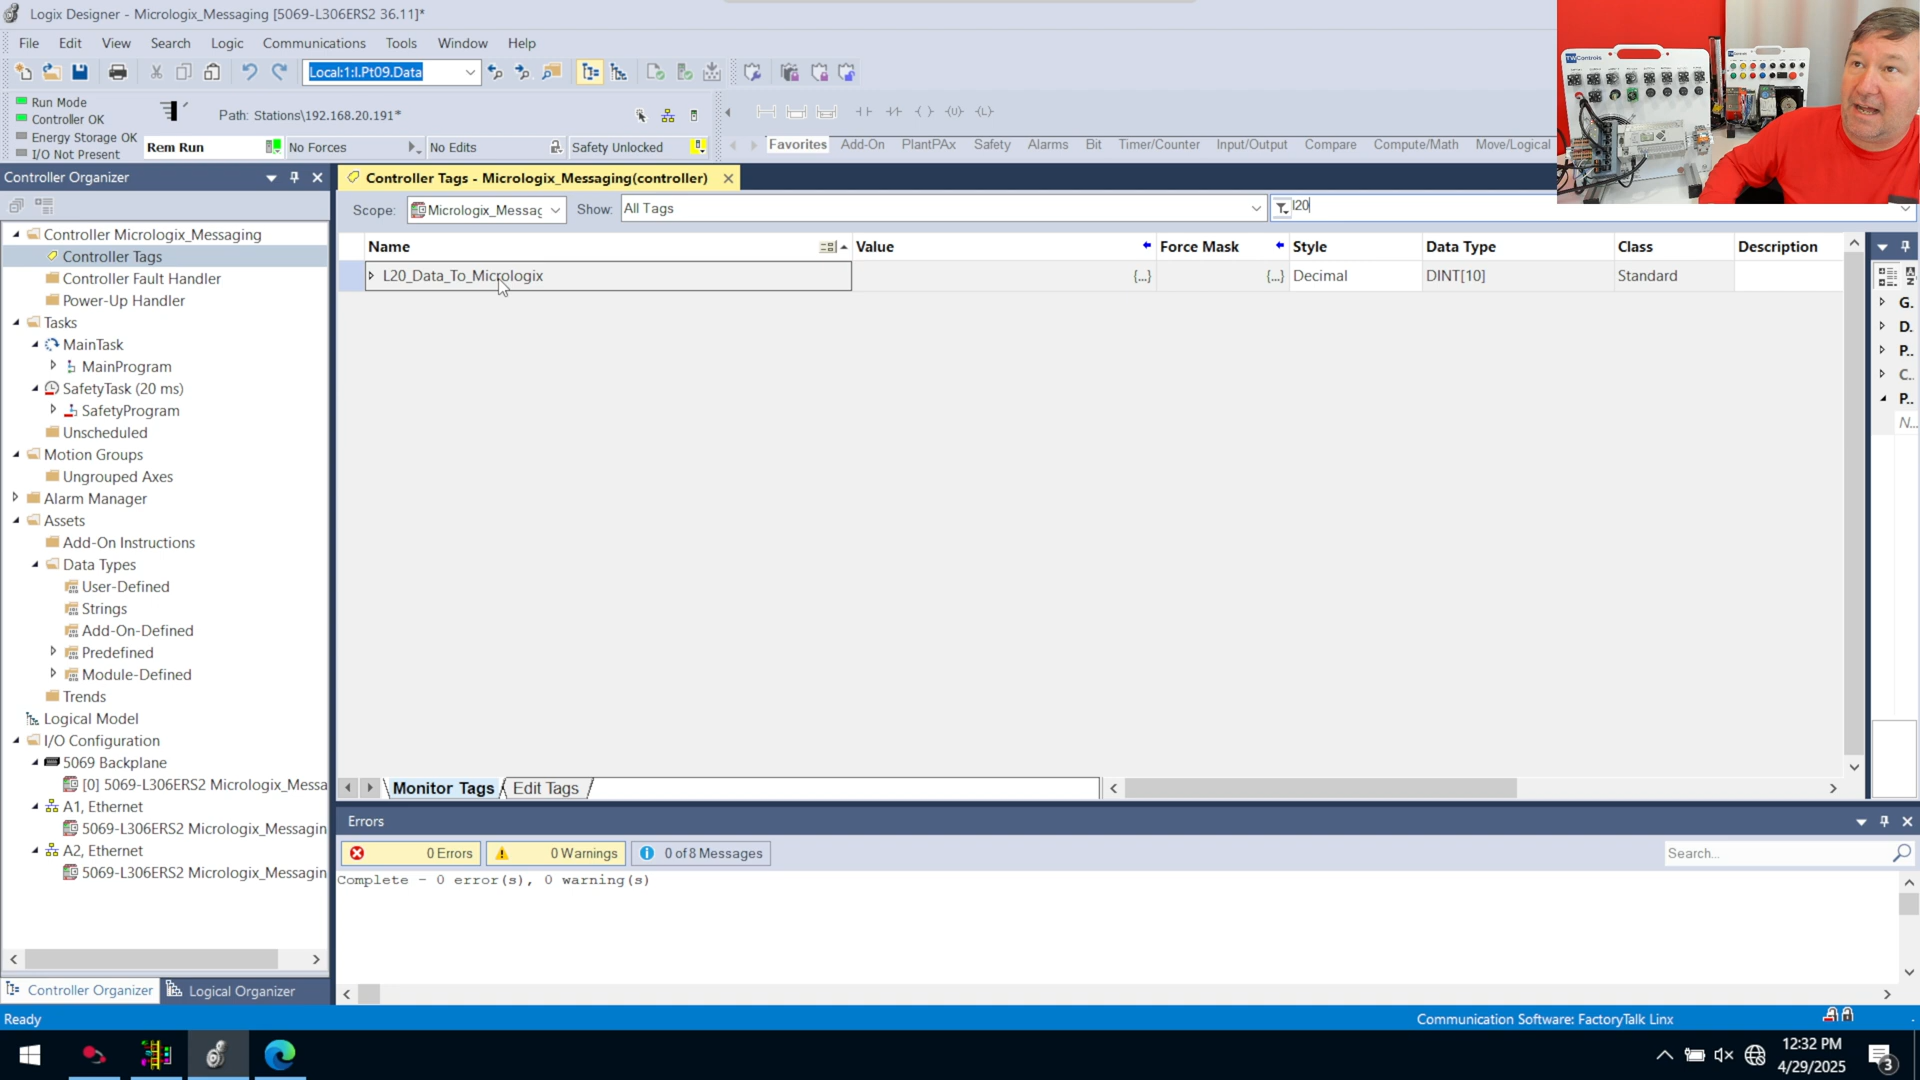 Logix Designer - Micrologix_Messaging [5069-L306ERS2 36.11]*
File Edit View Search Logic Communications Tools Window Help
Local:1:I.Pt09.Data
Run Mode
Controller OK
Energy Storage OK
I/O Not Present
Path: Stations\192.168.20.191*
Rem Run No Forces No Edits Safety Unlocked
Favorites Add-On PlantPAx Safety Alarms Bit Timer/Counter Input/Output Compare Compute/Math Move/Logical
TWControls
Controller Organizer
Controller Tags - Micrologix_Messaging(controller)
Scope: Micrologix_Messag Show: All Tags l20
Name Value Force Mask Style Data Type Class Description
L20_Data_To_Micrologix {...} {...} Decimal DINT[10] Standard
G.
D.
P..
C..
P..
N...
Controller Micrologix_Messaging
Controller Tags
Controller Fault Handler
Power-Up Handler
Tasks
MainTask
MainProgram
SafetyTask (20 ms)
SafetyProgram
Unscheduled
Motion Groups
Ungrouped Axes
Alarm Manager
Assets
Add-On Instructions
Data Types
User-Defined
Strings
Add-On-Defined
Predefined
Module-Defined
Trends
Logical Model
I/O Configuration
5069 Backplane
[0] 5069-L306ERS2 Micrologix_Messa
A1, Ethernet
5069-L306ERS2 Micrologix_Messagin
A2, Ethernet
5069-L306ERS2 Micrologix_Messagin
Monitor Tags Edit Tags
Errors
0 Errors 0 Warnings 0 of 8 Messages Search...
Complete - 0 error(s), 0 warning(s)
Controller Organizer Logical Organizer
Ready Communication Software: FactoryTalk Linx
12:32 PM
4/29/2025
3